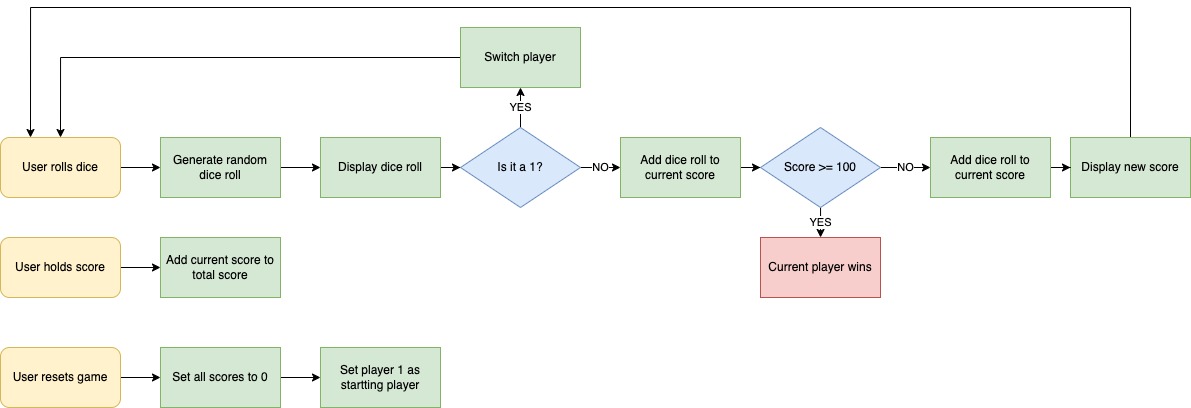 Switch player
YES
User rolls dice
Generate random
dice roll
Display dice roll
Is it a 1?
NO
Add dice roll to
current score
Score >= 100
NO
Add dice roll to
current score
Display new score
YES
User holds score
Add current score to
total score
Current player wins
User resets game
Set all scores to 0
Set player 1 as
startting player